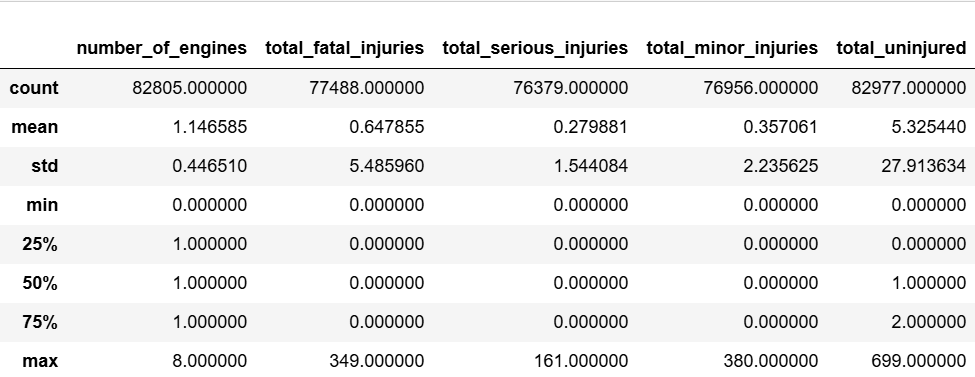 number_of_engines total_fatal_injuries total_serious_injuries total_minor_injuries total_uninjured
count 82805.000000 77488.000000 76379.000000 76956.000000 82977.000000
mean 1.146585 0.647855 0.279881 0.357061 5.325440
std 0.446510 5.485960 1.544084 2.235625 27.913634
min 0.000000 0.000000 0.000000 0.000000 0.000000
25% 1.000000 0.000000 0.000000 0.000000 0.000000
50% 1.000000 0.000000 0.000000 0.000000 1.000000
75% 1.000000 0.000000 0.000000 0.000000 2.000000
max 8.000000 349.000000 161.000000 380.000000 699.000000